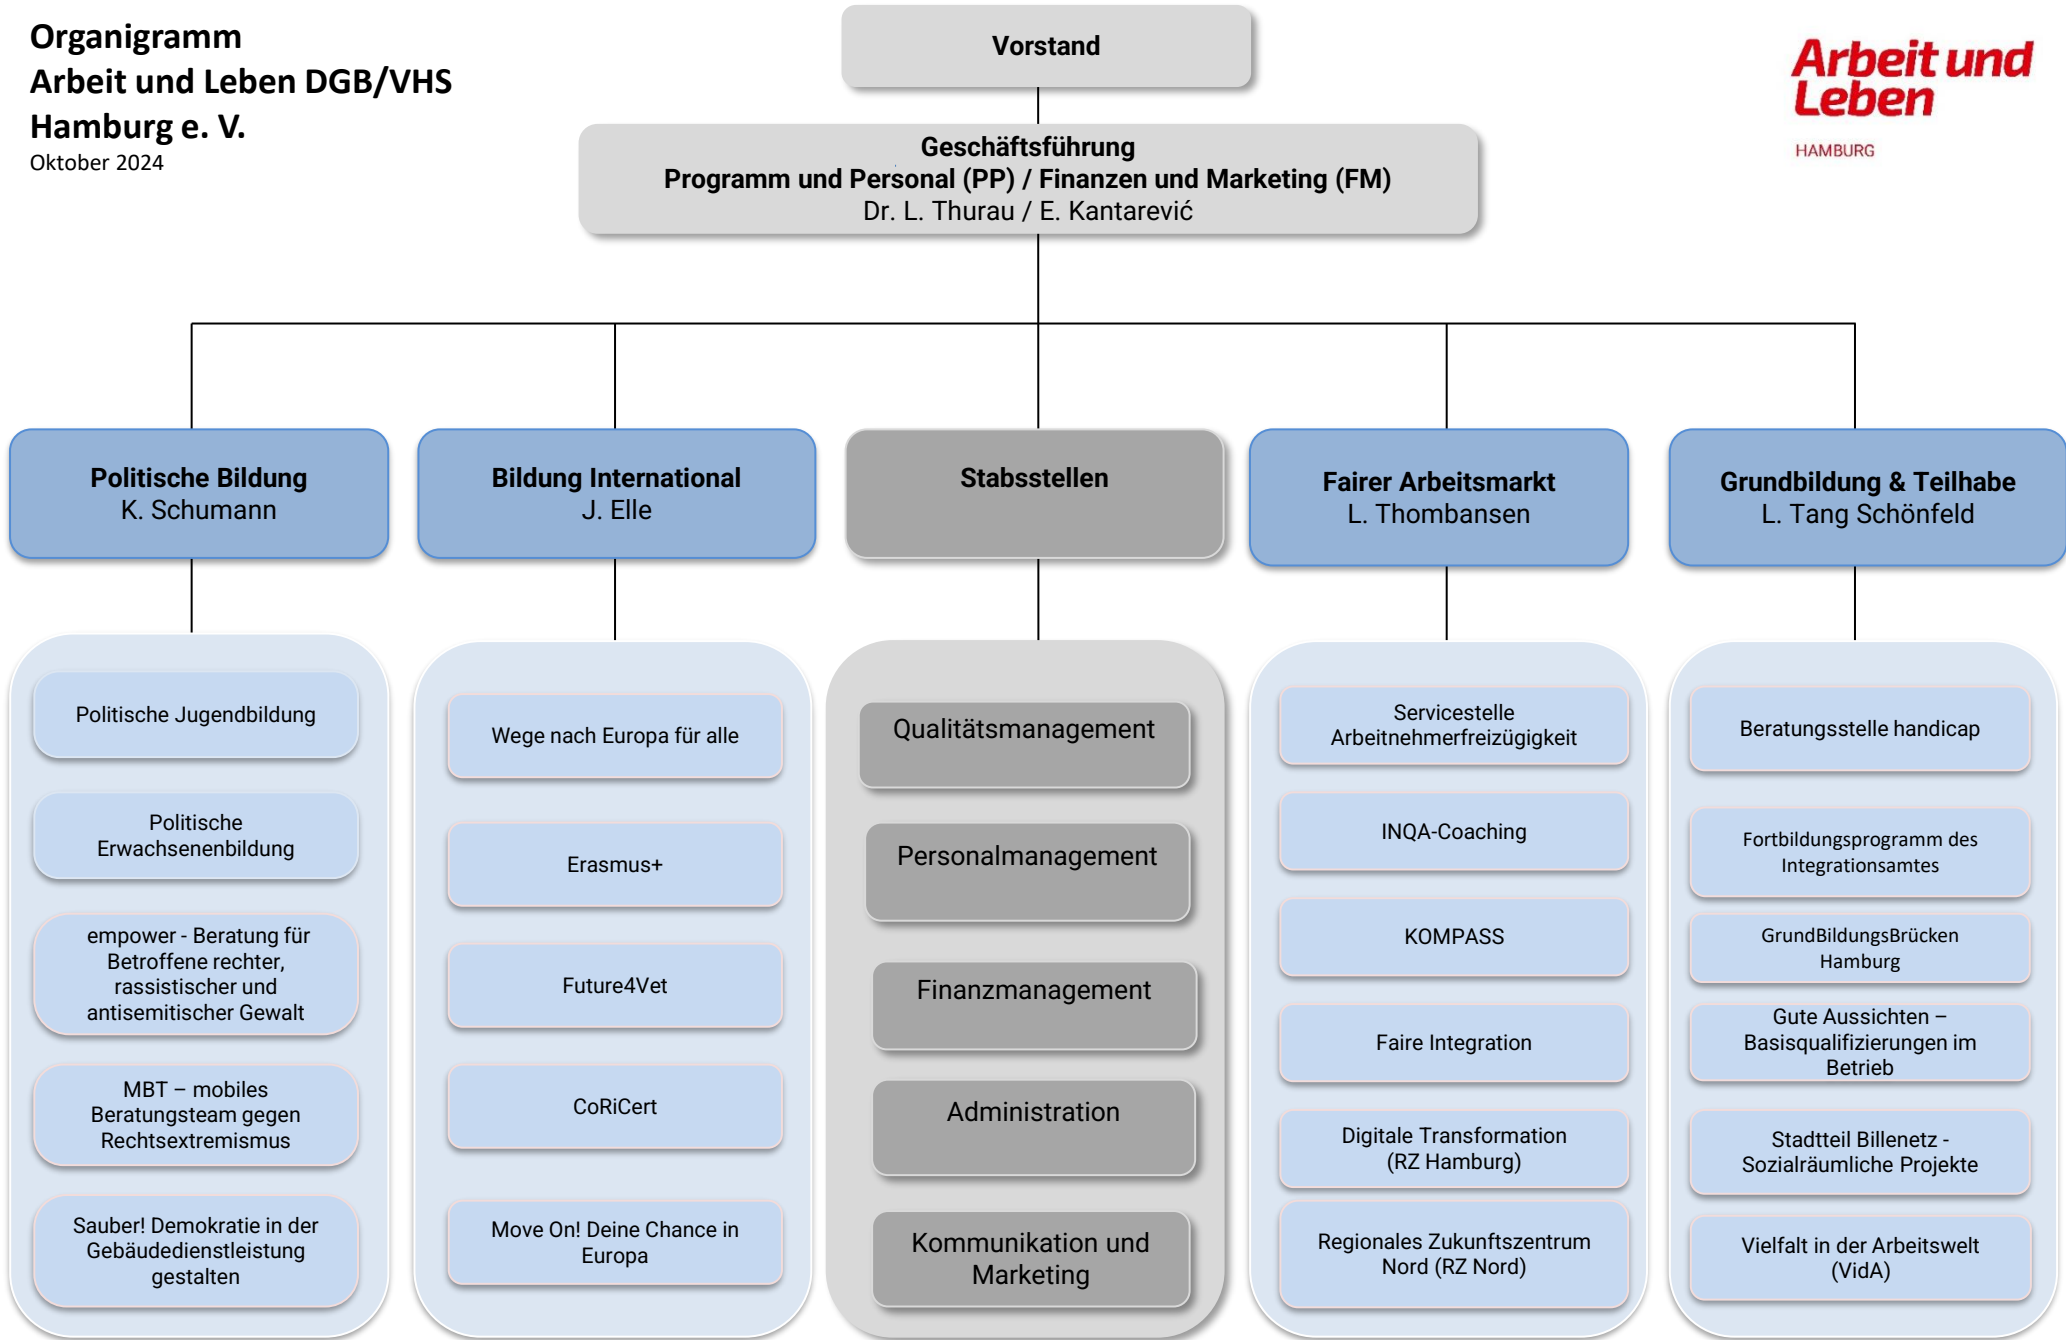 Organigramm
Arbeit und Leben DGB/VHS
Hamburg e. V.
Oktober 2024
Vorstand
Arbeit und
Leben
HAMBURG
Geschäftsführung
Programm und Personal (PP) / Finanzen und Marketing (FM)
Dr. L. Thurau / E. Kantarević
Politische Bildung
K. Schumann
Bildung International
J. Elle
Stabsstellen
Fairer Arbeitsmarkt
L. Thombansen
Grundbildung & Teilhabe
L. Tang Schönfeld
Politische Jugendbildung
Politische
Erwachsenenbildung
empower - Beratung für
Betroffene rechter,
rassistischer und
antisemitischer Gewalt
MBT – mobiles
Beratungsteam gegen
Rechtsextremismus
Sauber! Demokratie in der
Gebäudedienstleistung
gestalten
Wege nach Europa für alle
Erasmus+
Future4Vet
CoRiCert
Move On! Deine Chance in
Europa
Qualitätsmanagement
Personalmanagement
Finanzmanagement
Administration
Kommunikation und
Marketing
Servicestelle
Arbeitnehmerfreizügigkeit
INQA-Coaching
KOMPASS
Faire Integration
Digitale Transformation
(RZ Hamburg)
Regionales Zukunftszentrum
Nord (RZ Nord)
Beratungsstelle handicap
Fortbildungsprogramm des
Integrationsamtes
GrundBildungsBrücken
Hamburg
Gute Aussichten –
Basisqualifizierungen im
Betrieb
Stadtteil Billenetz -
Sozialräumliche Projekte
Vielfalt in der Arbeitswelt
(VidA)